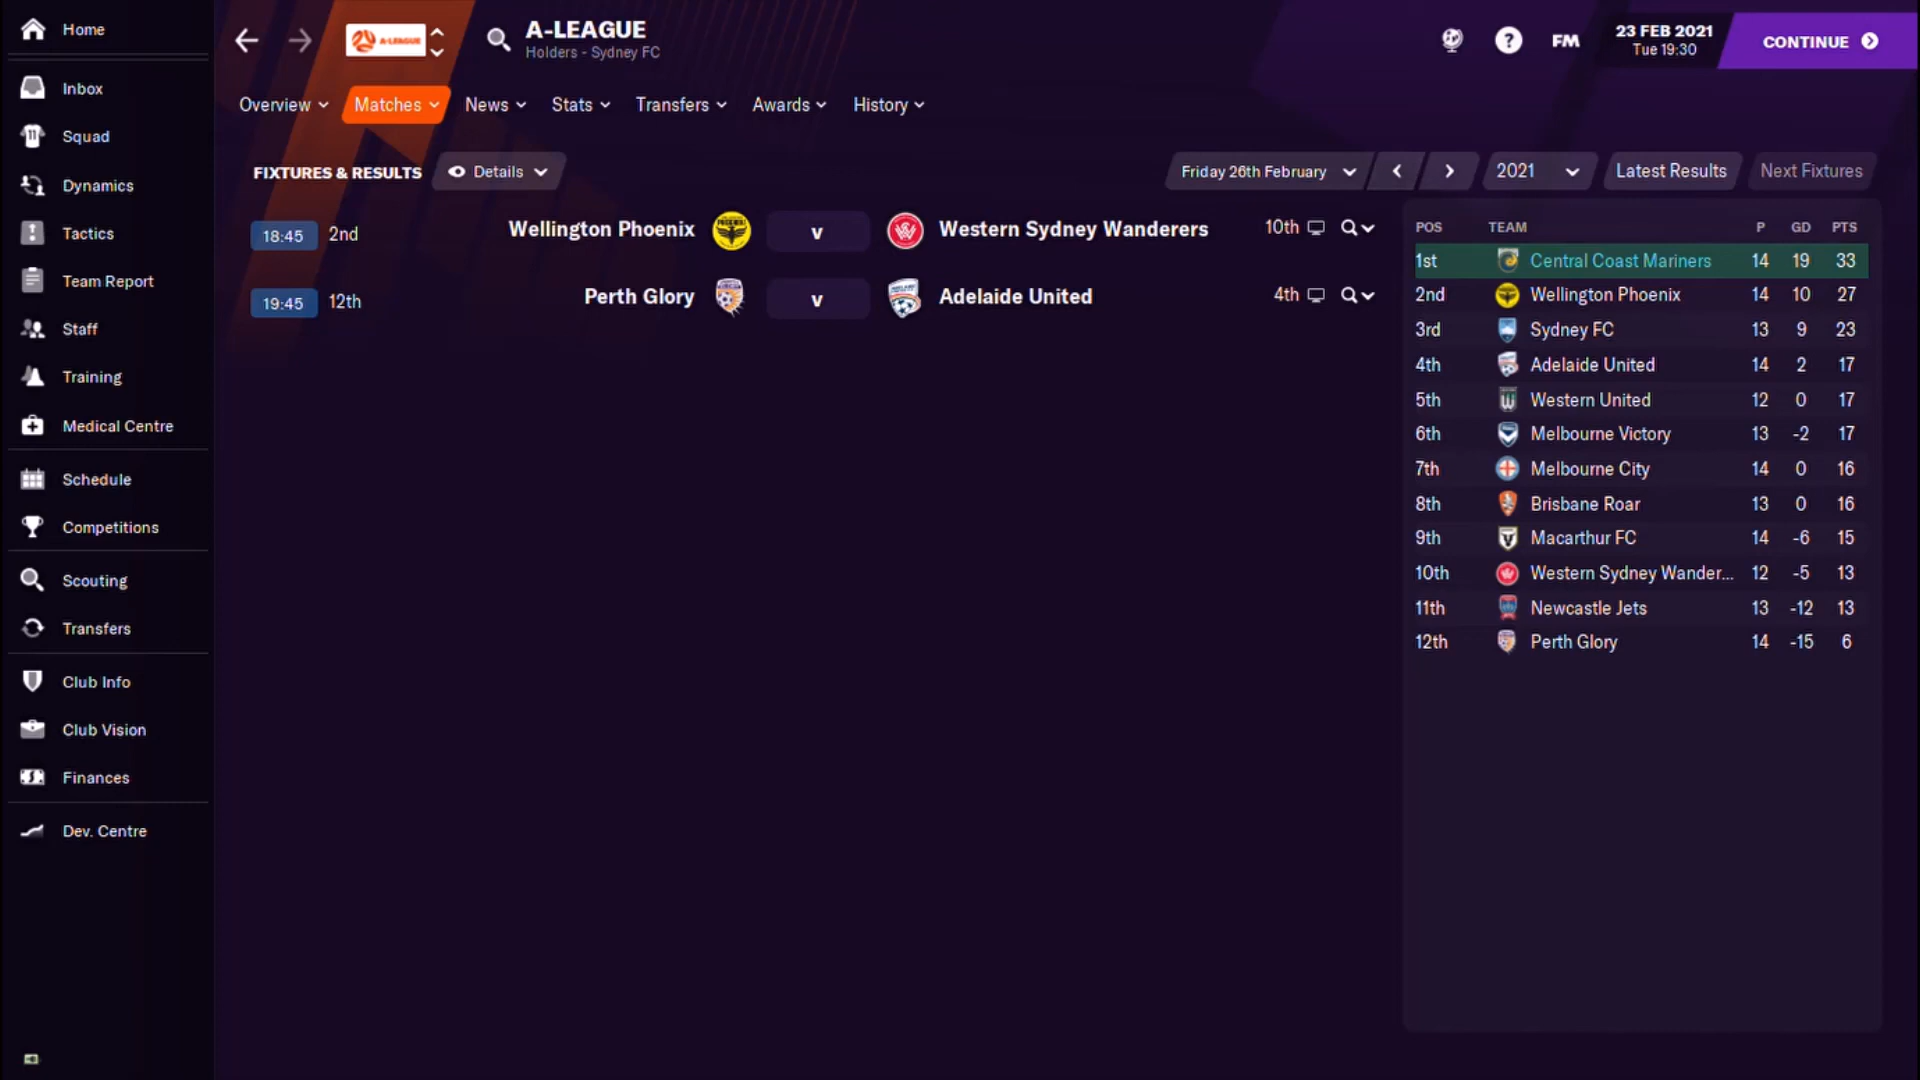 Home
Inbox
Squad
Dynamics
Tactics
Team Report
Staff
Training
Medical Centre
Schedule
Competitions
Scouting
Transfers
Club Info
Club Vision
Finances
Dev. Centre
A-LEAGUE
A-LEAGUE
Holders - Sydney FC
FM
23 FEB 2021
Tue 19:30
CONTINUE
Overview Matches News Stats Transfers Awards History
FIXTURES & RESULTS Details Friday 26th February 2021 Latest Results Next Fixtures
18:45 2nd Wellington Phoenix v Western Sydney Wanderers 10th
19:45 12th Perth Glory v Adelaide United 4th
POS TEAM P GD PTS
1st Central Coast Mariners 14 19 33
2nd Wellington Phoenix 14 10 27
3rd Sydney FC 13 9 23
4th Adelaide United 14 2 17
5th Western United 12 0 17
6th Melbourne Victory 13 -2 17
7th Melbourne City 14 0 16
8th Brisbane Roar 13 0 16
9th Macarthur FC 14 -6 15
10th Western Sydney Wander... 12 -5 13
11th Newcastle Jets 13 -12 13
12th Perth Glory 14 -15 6